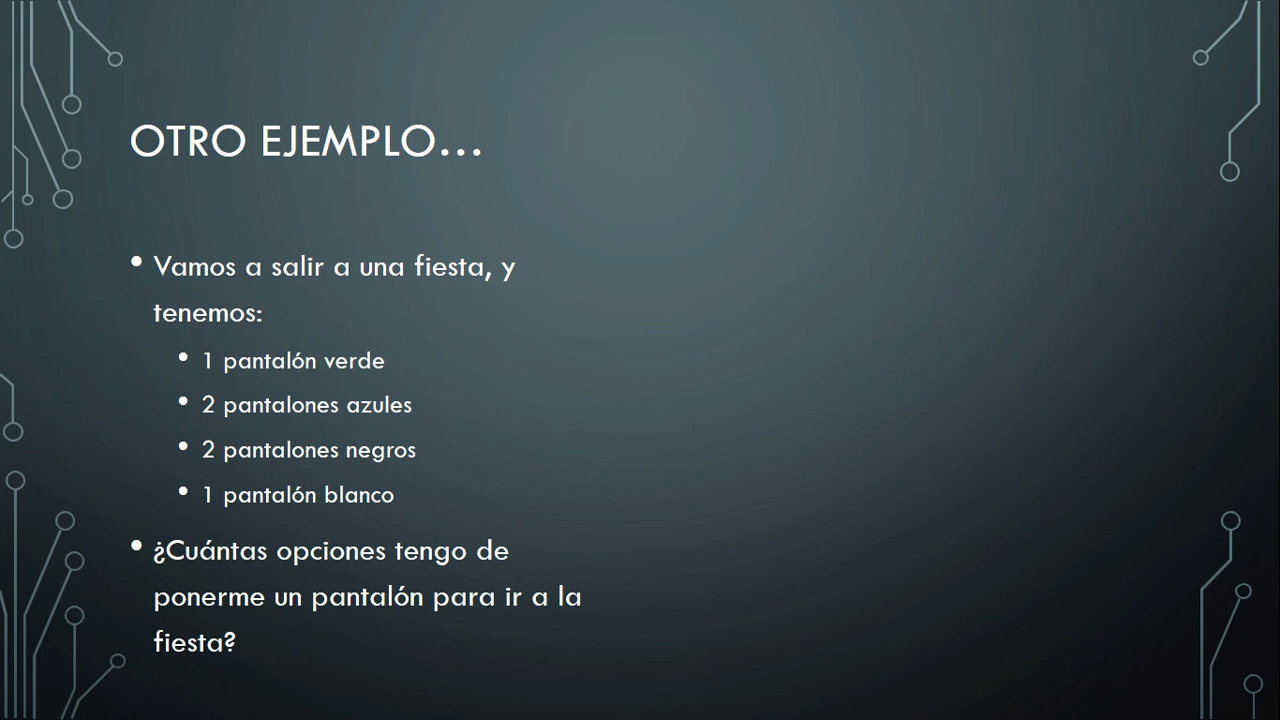 OTRO EJEMPLO...
• Vamos a salir a una fiesta, y
tenemos:
• 1 pantalón verde
• 2 pantalones azules
• 2 pantalones negros
• 1 pantalón blanco
• ¿Cuántas opciones tengo de
ponerme un pantalón para ir a la
fiesta?